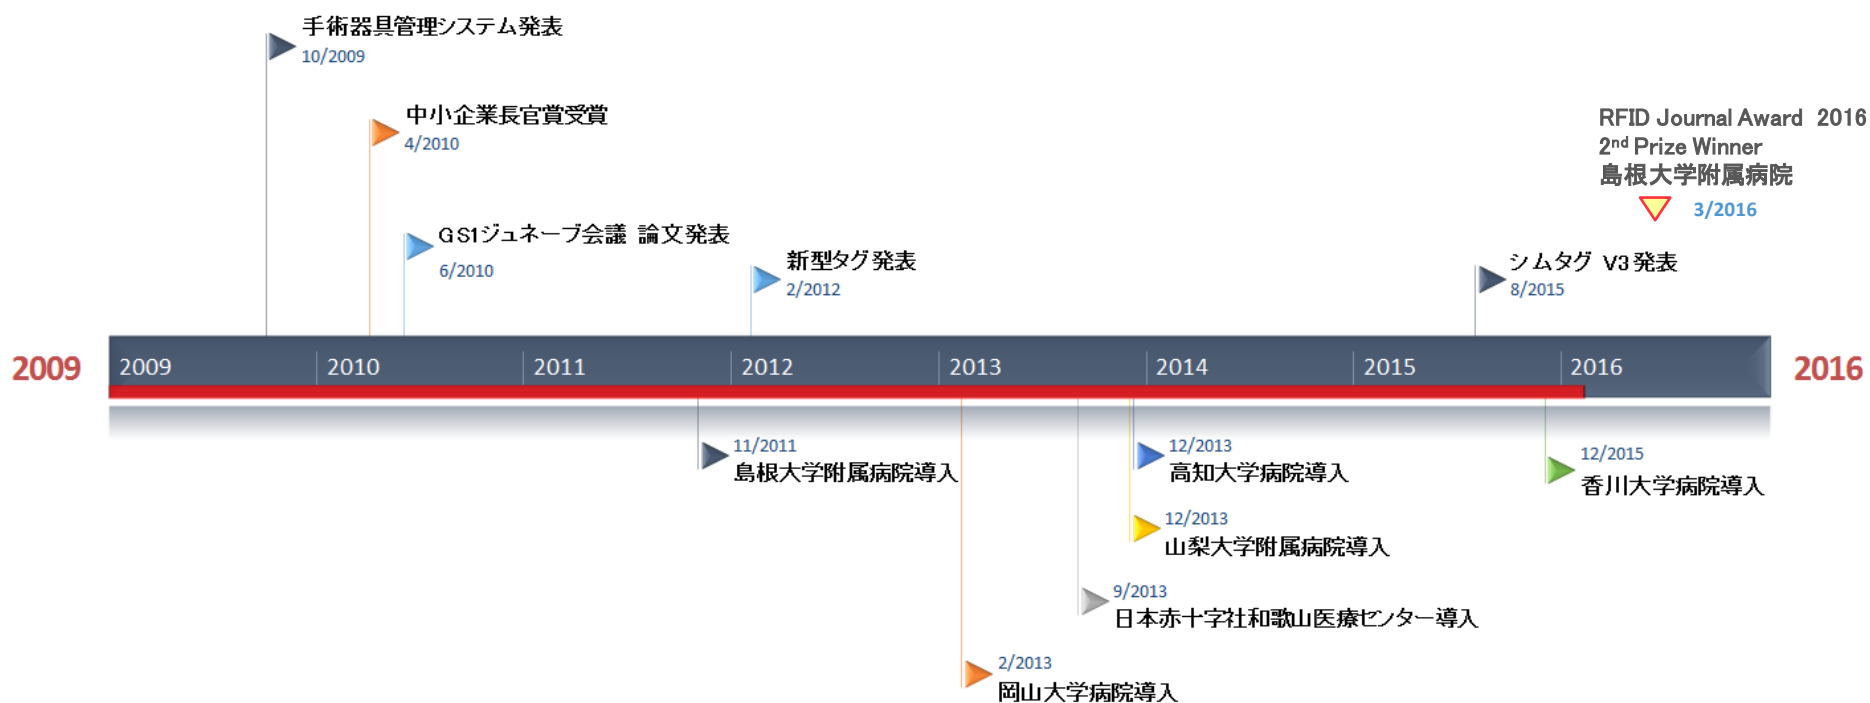 手術器具管理システム発表
10/2009
中小企業長官賞受賞
4/2010
RFID Journal Award 2016
2nd Prize Winner
島根大学附属病院
3/2016
GS1ジュネーブ会議 論文発表
6/2010
新型タグ発表
2/2012
シムタグ V3発表
8/2015
2009
2009
2010
2011
2012
2013
2014
2015
2016
2016
11/2011
島根大学附属病院導入
12/2013
高知大学病院導入
12/2015
香川大学病院導入
12/2013
山梨大学附属病院導入
9/2013
日本赤十字社和歌山医療センター導入
2/2013
岡山大学病院導入